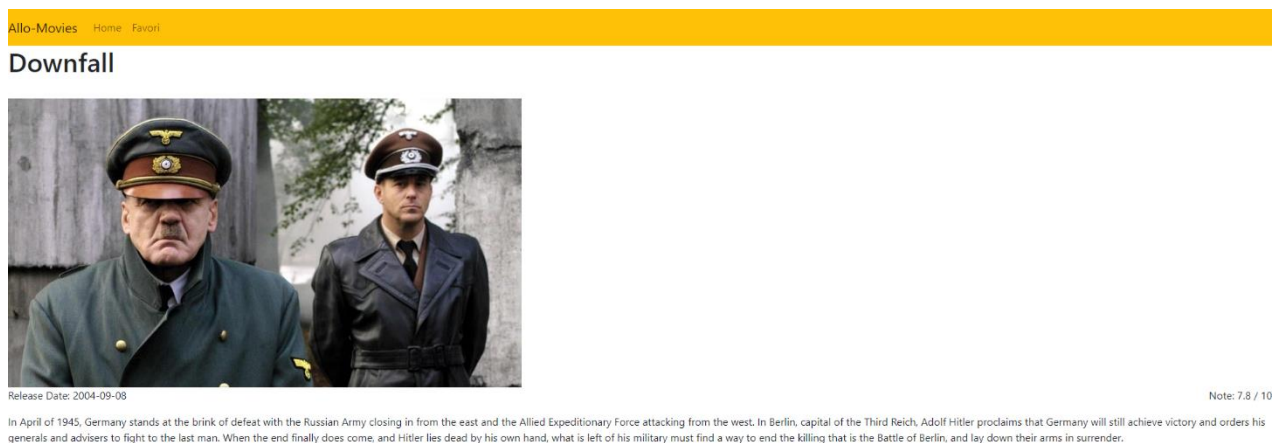 Allo-Movies Home Favori
Downfall
Release Date: 2004-09-08 Note: 7.8 / 10
In April of 1945, Germany stands at the brink of defeat with the Russian Army closing in from the east and the Allied Expeditionary Force attacking from the west. In Berlin, capital of the Third Reich, Adolf Hitler proclaims that Germany will still achieve victory and orders his
generals and advisers to fight to the last man. When the end finally does come, and Hitler lies dead by his own hand, what is left of his military must find a way to end the killing that is the Battle of Berlin, and lay down their arms in surrender.